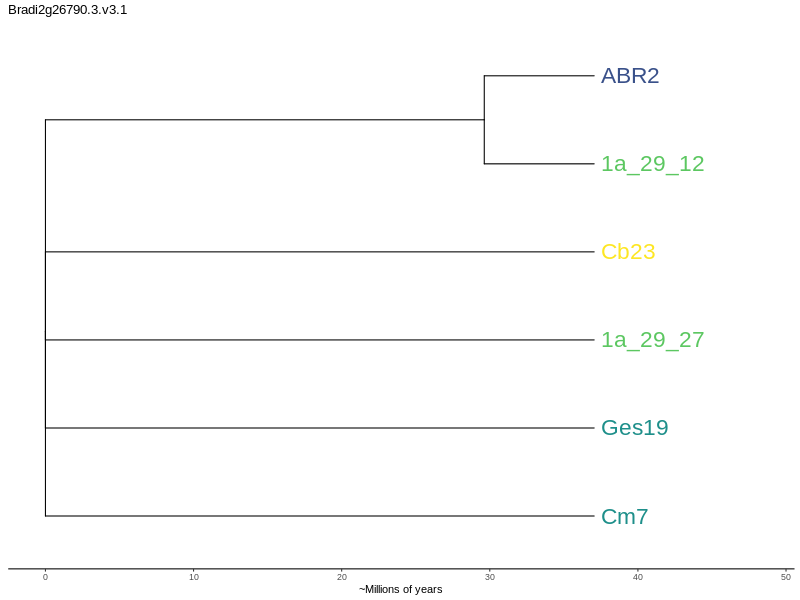 Bradi2g26790.3.v3.1
ABR2
1a_29_12
Cb23
1a_29_27
Ges19
Cm7
0 10 20 30 40 50
~Millions of years